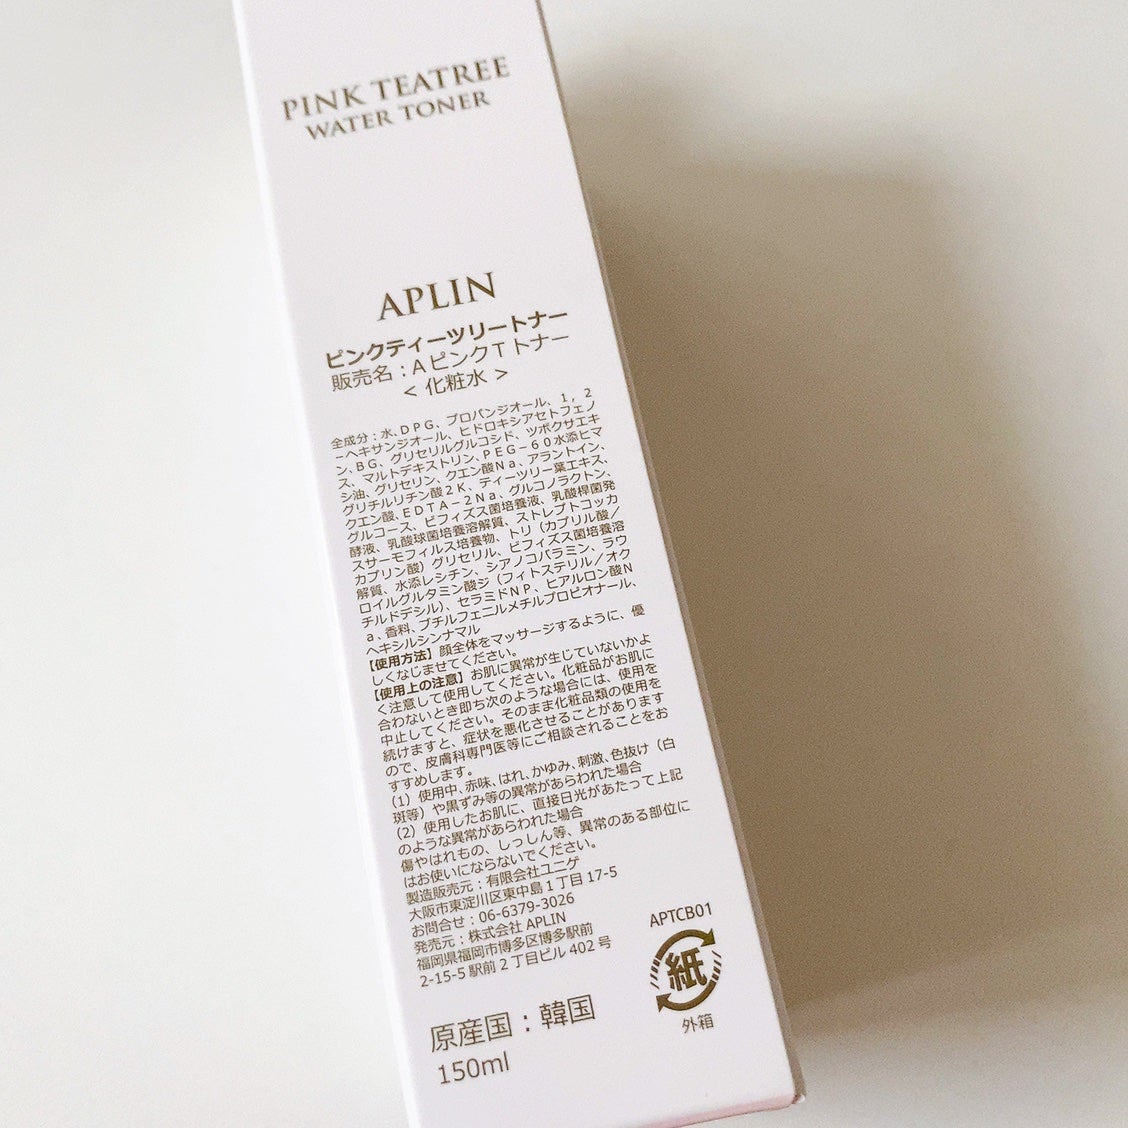 PINK TEATREE
WATER TONER
APLIN
ピンクティーツリートナー
販売名：AピンクTトナー
< 化粧水 >
全成分：水、DPG、プロパンジオール、1，2
－ヘキサンジオール、ヒドロキシアセトフェノ
ン、BG、グリセリルグルコシド、ツボクサエキ
ス、マルトデキストリン、PEG－60水添ヒマ
シ油、グリセリン、クエン酸Na、アラントイン、
グリチルリチン酸2K、ティーツリー葉エキス、
クエン酸、EDTA－2Na、グルコノラクトン、
グルコース、ビフィズス菌培養液、乳酸桿菌発
酵液、乳酸球菌培養溶解質、ストレプトコッカ
スサーモフィルス培養物、トリ（カプリル酸／
カプリン酸）グリセリル、ビフィズス菌培養溶
解質、水添レシチン、シアノコバラミン、ラウ
ロイルグルタミン酸ジ（フィトステリル／オク
チルドデシル）、セラミドNP、ヒアルロン酸N
a、香料、ブチルフェニルメチルプロピオナール、
ヘキシルシンナマル
【使用方法】顔全体をマッサージするように、優
しくなじませてください。
【使用上の注意】お肌に異常が生じていないかよ
く注意して使用してください。化粧品がお肌に
合わないとき即ち次のような場合には、使用を
中止してください。そのまま化粧品類の使用を
続けますと、症状を悪化させることがあります
ので、皮膚科専門医等にご相談されることをお
すすめします。
（1）使用中、赤味、はれ、かゆみ、刺激、色抜け（白
斑等）や黒ずみ等の異常があらわれた場合
（2）使用したお肌に、直接日光があたって上記
のような異常があらわれた場合
傷やはれもの、しっしん等、異常のある部位に
はお使いにならないでください。
製造販売元：有限会社ユニゲ
大阪市東淀川区東中島1丁目17-5
お問合せ：06-6379-3026
発売元：株式会社 APLIN
福岡県福岡市博多区博多駅前
2-15-5 駅前2丁目ビル 402号
原産国：韓国
150ml
APTCB01
紙
外箱